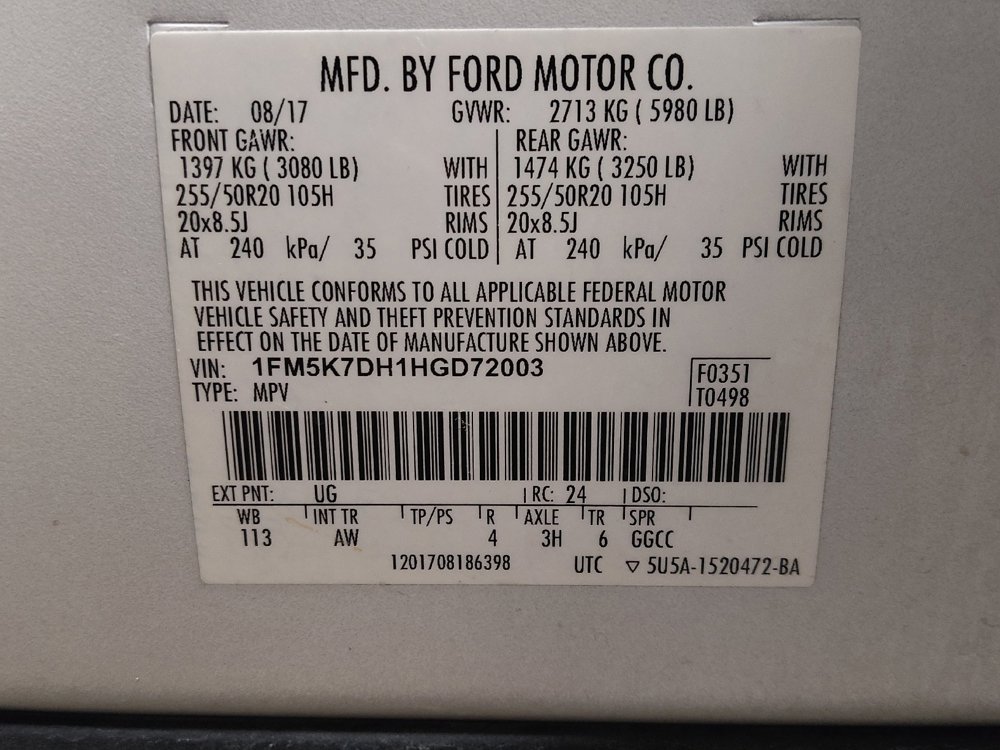 MFD. BY FORD MOTOR CO.
DATE: 08/17 GVWR: 2713 KG ( 5980 LB)
FRONT GAWR: REAR GAWR:
1397 KG ( 3080 LB) WITH 1474 KG ( 3250 LB) WITH
255/50R20 105H TIRES 255/50R20 105H TIRES
20x8.5J RIMS 20x8.5J RIMS
AT 240 kPa/ 35 PSI COLD AT 240 kPa/ 35 PSI COLD
THIS VEHICLE CONFORMS TO ALL APPLICABLE FEDERAL MOTOR
VEHICLE SAFETY AND THEFT PREVENTION STANDARDS IN
EFFECT ON THE DATE OF MANUFACTURE SHOWN ABOVE.
VIN: 1FM5K7DH1HGD72003
F0351
TYPE: MPV T0498
EXT PNT: UG RC: 24 DSO:
WB INT TR TP/PS R AXLE TR SPR
113 AW 4 3H 6 GGCC
1201708186398 UTC ▽ 5U5A-1520472-BA